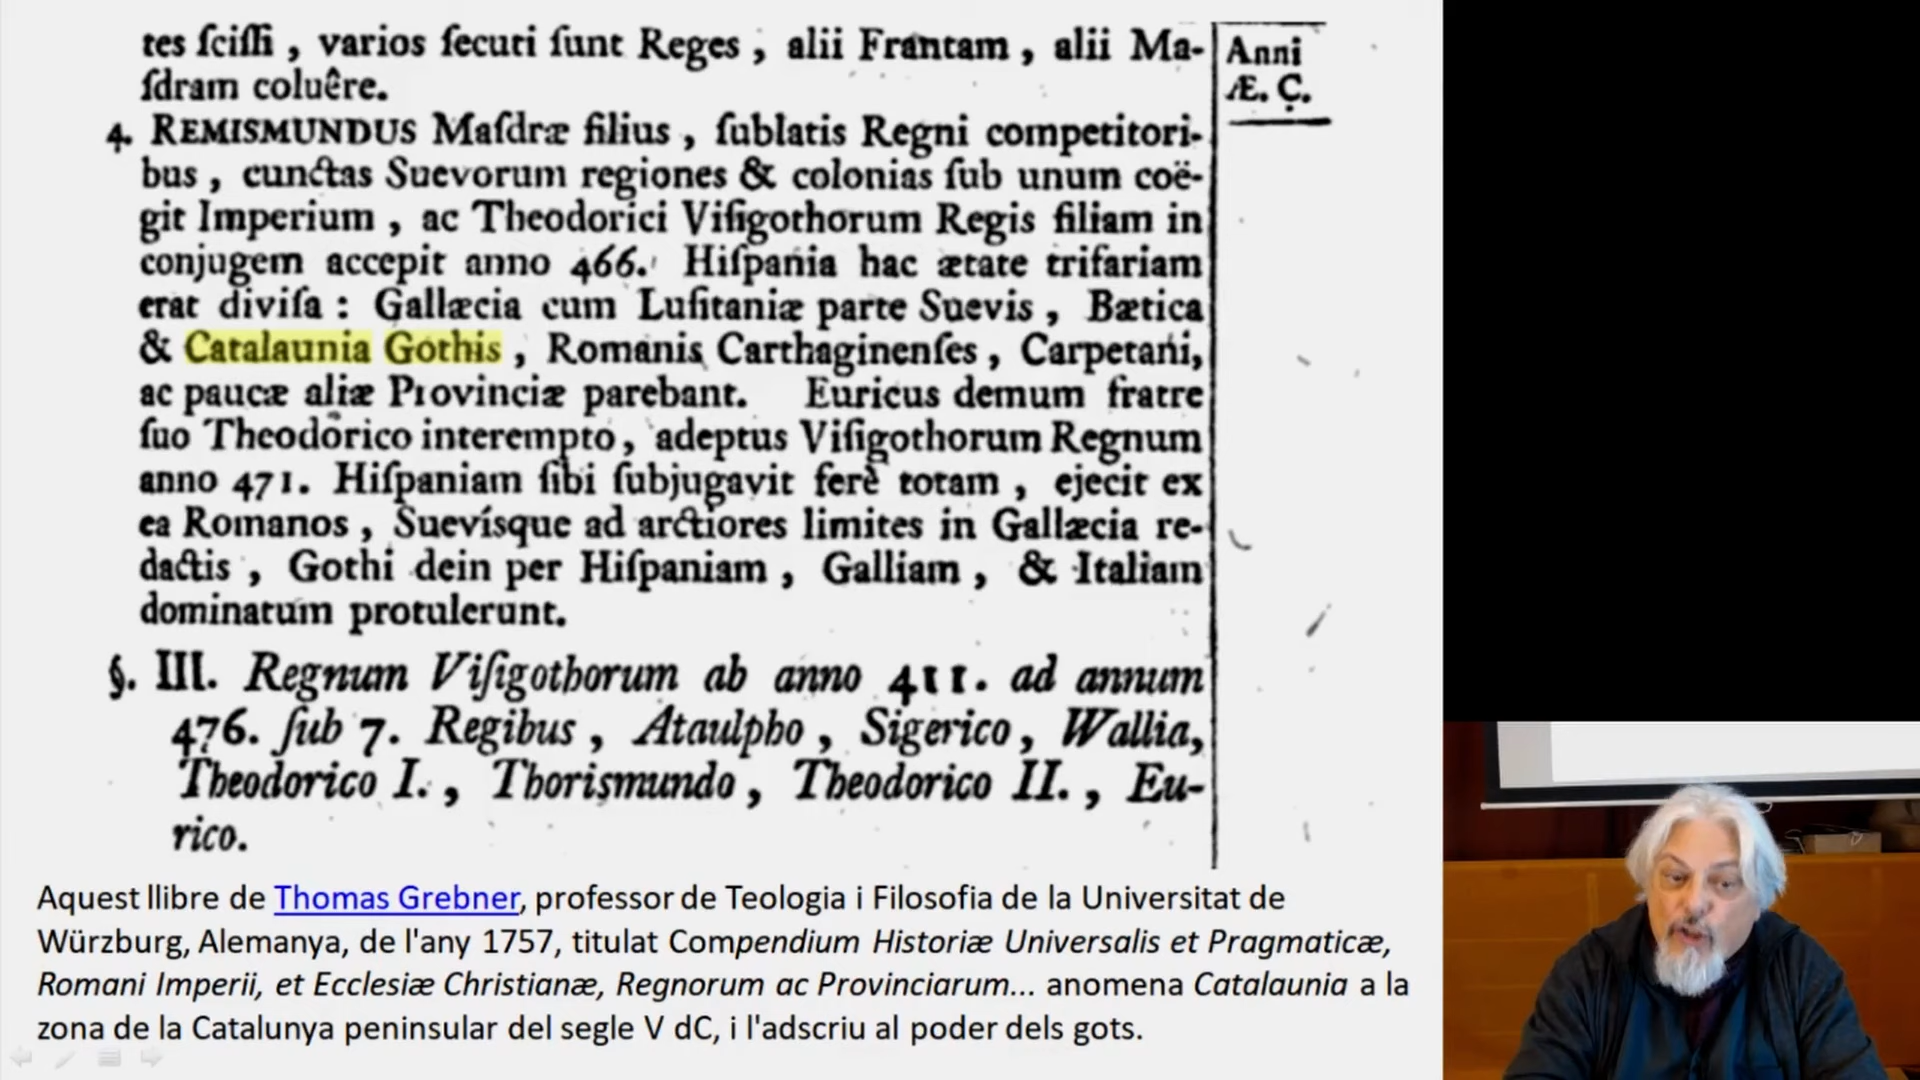 tes ſciſſi , varios ſecuti ſunt Reges , alii Frantam , alii Ma-
ſdram coluêre.
Anni
Æ. Ç.
4. REMISMUNDUS Maſdræ filius , ſublatis Regni competitori-
bus , cunctas Suevorum regiones & colonias ſub unum coë-
git Imperium , ac Theodorici Viſigothorum Regis filiam in
conjugem accepit anno 466. Hiſpania hac ætate trifariam
erat diviſa : Gallæcia cum Luſitaniæ parte Suevis , Bætica
& Catalaunia Gothis , Romanis Carthaginenſes , Carpetani,
ac paucæ aliæ Provinciæ parebant. Euricus demum fratre
ſuo Theodorico interempto , adeptus Viſigothorum Regnum
anno 471. Hiſpaniam ſibi ſubjugavit ferè totam , ejecit ex
ea Romanos , Suevísque ad arctiores limites in Gallæcia re-
dactis , Gothi dein per Hiſpaniam , Galliam , & Italiam
dominatum protulerunt.
§. III. Regnum Viſigothorum ab anno 411. ad annum
476. ſub 7. Regibus , Ataulpho , Sigerico , Wallia,
Theodorico I. , Thorismundo , Theodorico II. , Eu-
rico.
Aquest llibre de Thomas Grebner, professor de Teologia i Filosofia de la Universitat de
Würzburg, Alemanya, de l'any 1757, titulat Compendium Historiæ Universalis et Pragmaticæ,
Romani Imperii, et Ecclesiæ Christianæ, Regnorum ac Provinciarum... anomena Catalaunia a la
zona de la Catalunya peninsular del segle V dC, i l'adscriu al poder dels gots.